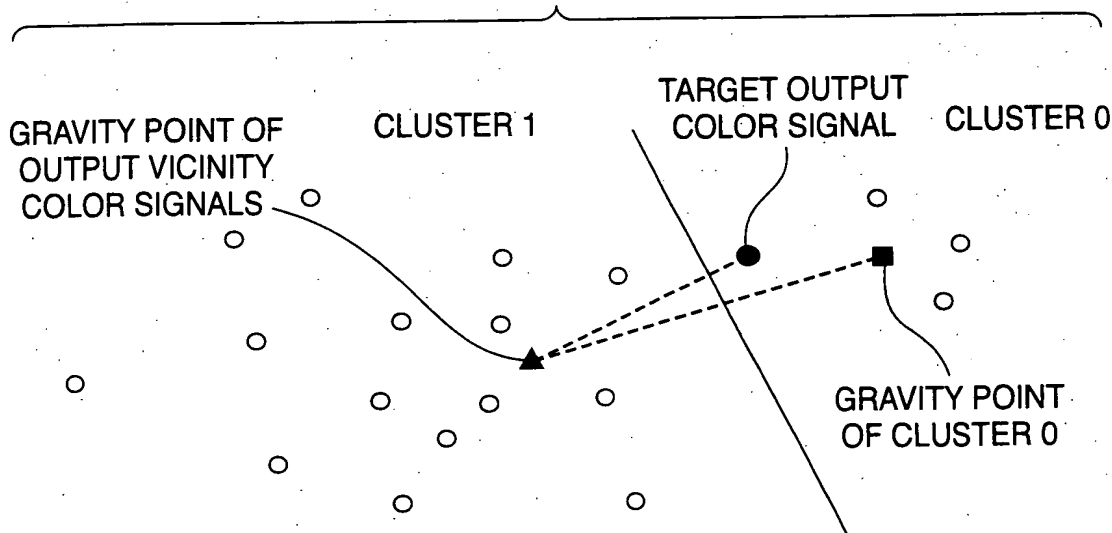 GRAVITY POINT OF
OUTPUT VICINITY
COLOR SIGNALS
CLUSTER 1
TARGET OUTPUT
COLOR SIGNAL
CLUSTER 0
GRAVITY POINT
OF CLUSTER 0